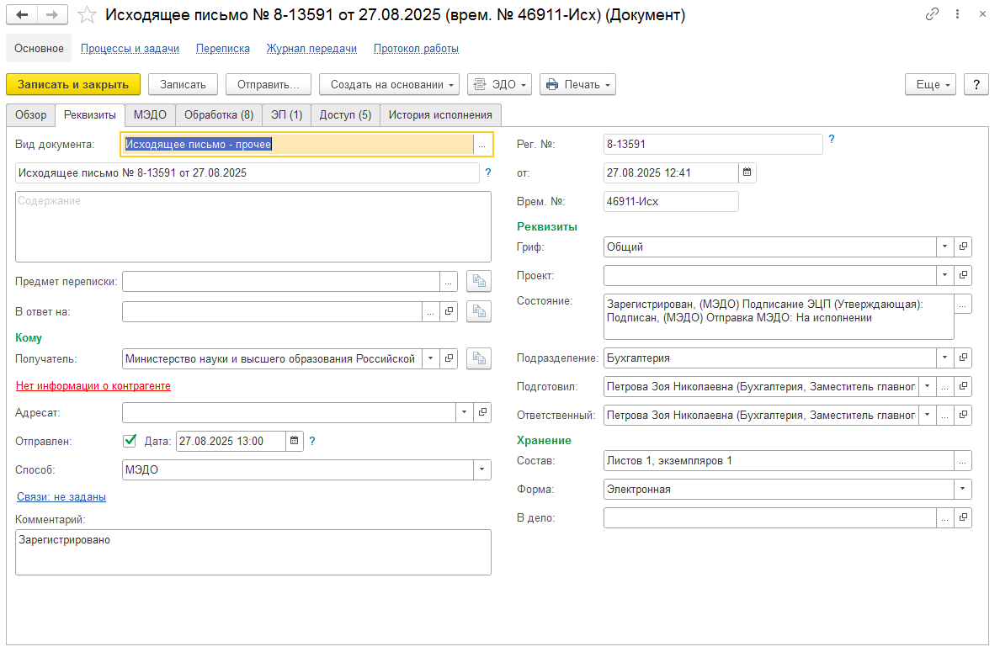 Исходящее письмо № 8-13591 от 27.08.2025 (врем. № 46911-Исх) (Документ)
Основное Процессы и задачи Переписка Журнал передачи Протокол работы
Записать и закрыть Записать Отправить... Создать на основании ЭДО Печать Еще ?
Обзор Реквизиты МЭДО Обработка (8) ЭП (1) Доступ (5) История исполнения
Вид документа: Исходящее письмо - прочее ...
Исходящее письмо № 8-13591 от 27.08.2025 ?
Содержание
Предмет переписки: ...
В ответ на: ...
Кому
Получатель: Министерство науки и высшего образования Российской
Нет информации о контрагенте
Адресат:
Отправлен: Дата: 27.08.2025 13:00 ?
Способ: МЭДО
Связи: не заданы
Комментарий:
Зарегистрировано
Рег. №: 8-13591 ?
от: 27.08.2025 12:41
Врем. №: 46911-Исх
Реквизиты
Гриф: Общий
Проект:
Состояние: Зарегистрирован, (МЭДО) Подписание ЭЦП (Утверждающая): ...
Подписан, (МЭДО) Отправка МЭДО: На исполнении
Подразделение: Бухгалтерия
Подготовил: Петрова Зоя Николаевна (Бухгалтерия, Заместитель главног ...
Ответственный: Петрова Зоя Николаевна (Бухгалтерия, Заместитель главног ...
Хранение
Состав: Листов 1, экземпляров 1 ...
Форма: Электронная
В дело: ...